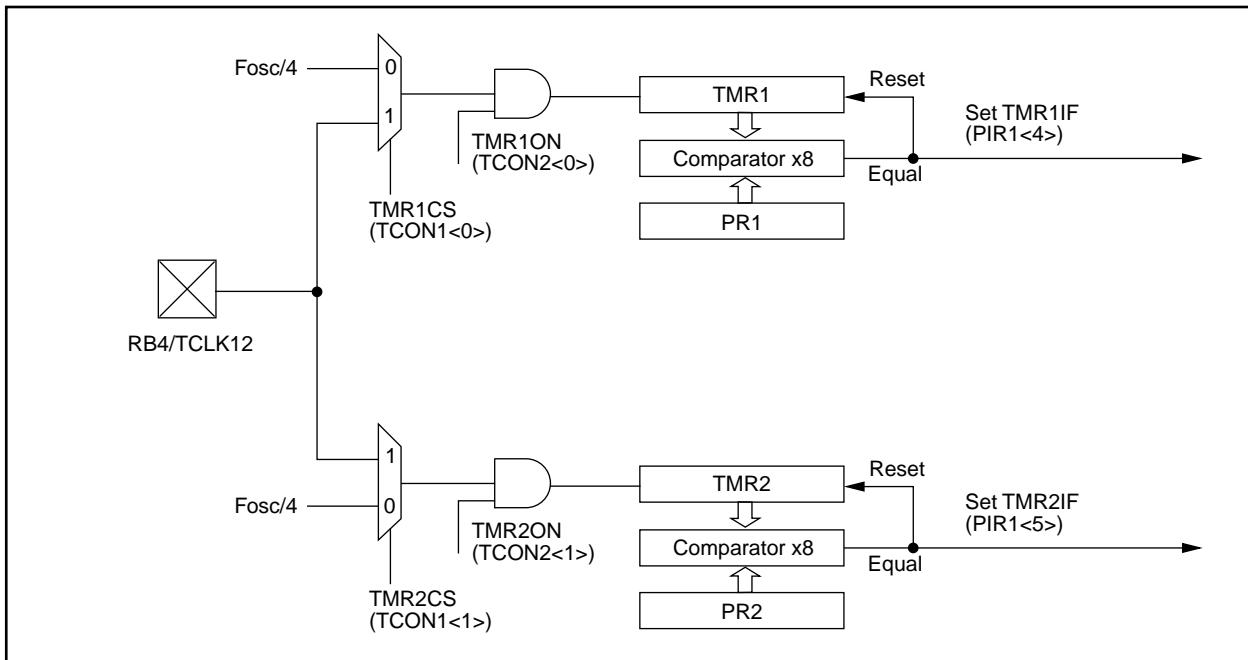 Fosc/4
0
1
TMR1ON
(TCON2<0>)
TMR1CS
(TCON1<0>)
TMR1
Comparator x8
PR1
Reset
Equal
Set TMR1IF
(PIR1<4>)
RB4/TCLK12
1
0
Fosc/4
TMR2ON
(TCON2<1>)
TMR2CS
(TCON1<1>)
TMR2
Comparator x8
PR2
Reset
Equal
Set TMR2IF
(PIR1<5>)